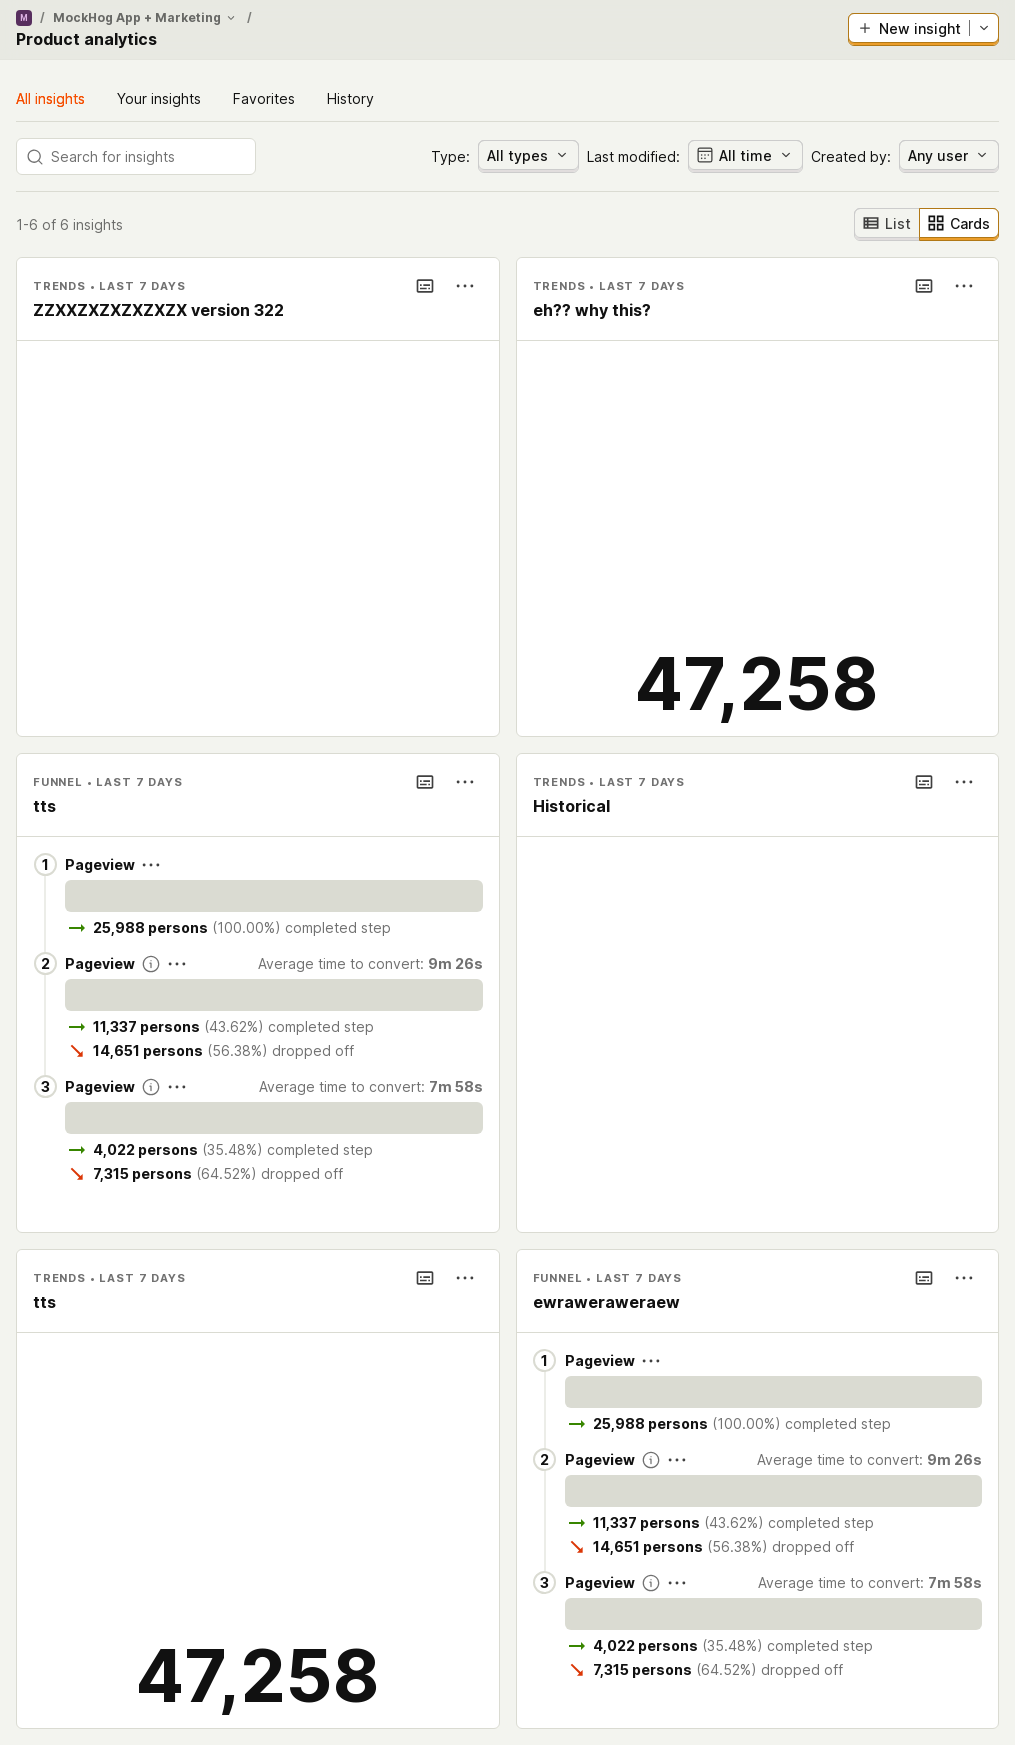 M / MockHog App + Marketing /
Product analytics
New insight
All insights Your insights Favorites History
Search for insights Type: All types Last modified: All time Created by: Any user
1-6 of 6 insights List Cards
TRENDS • LAST 7 DAYS
ZZXXZXZXZXZXZX version 322
TRENDS • LAST 7 DAYS
eh?? why this?
47,258
FUNNEL • LAST 7 DAYS
tts
1 Pageview
25,988 persons (100.00%) completed step
2 Pageview Average time to convert: 9m 26s
11,337 persons (43.62%) completed step
14,651 persons (56.38%) dropped off
3 Pageview Average time to convert: 7m 58s
4,022 persons (35.48%) completed step
7,315 persons (64.52%) dropped off
TRENDS • LAST 7 DAYS
Historical
TRENDS • LAST 7 DAYS
tts
47,258
FUNNEL • LAST 7 DAYS
ewraweraweraew
1 Pageview
25,988 persons (100.00%) completed step
2 Pageview Average time to convert: 9m 26s
11,337 persons (43.62%) completed step
14,651 persons (56.38%) dropped off
3 Pageview Average time to convert: 7m 58s
4,022 persons (35.48%) completed step
7,315 persons (64.52%) dropped off